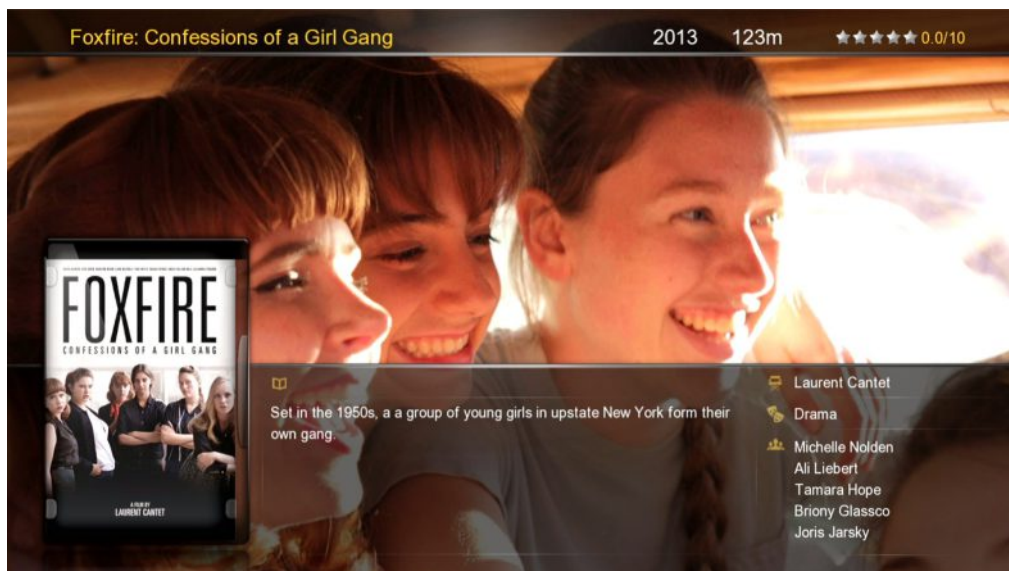 Foxfire: Confessions of a Girl Gang
2013
123m
0.0/10
FOXFIRE
CONFESSIONS OF A GIRL GANG
A FILM BY
LAURENT CANTET
Set in the 1950s, a a group of young girls in upstate New York form their
own gang.
Laurent Cantet
Drama
Michelle Nolden
Ali Liebert
Tamara Hope
Briony Glassco
Joris Jarsky